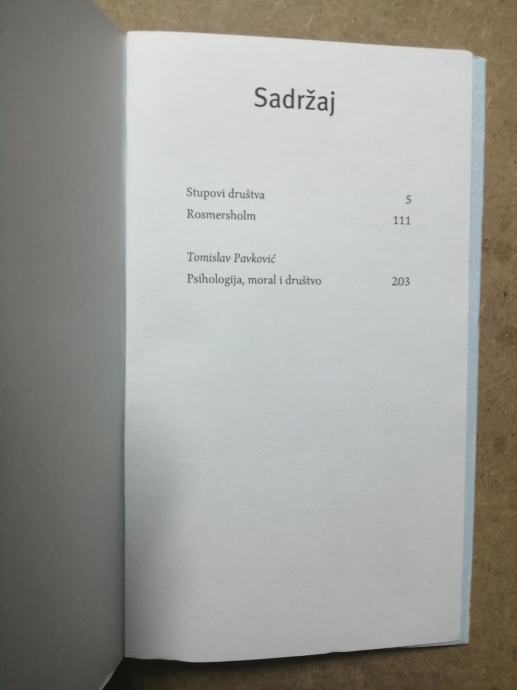 Sadržaj
Stupovi društva 5
Rosmersholm 111
Tomislav Pavković
Psihologija, moral i društvo 203